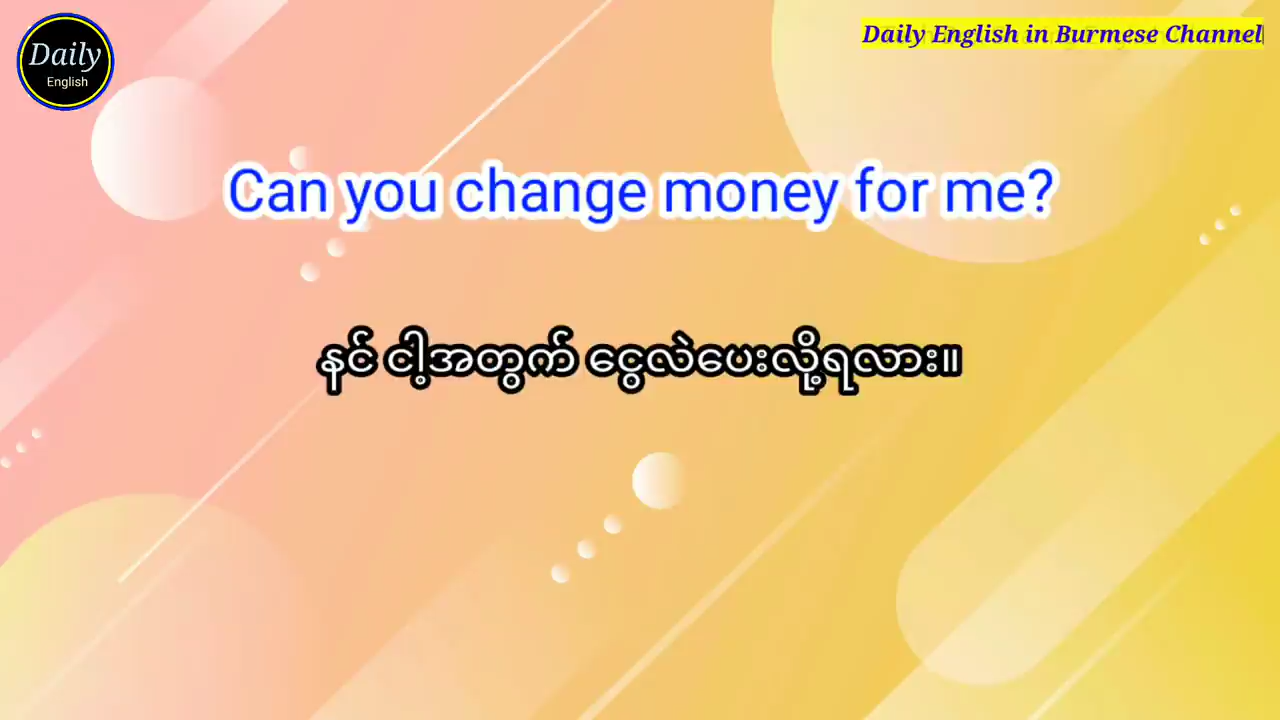 Daily
English
Daily English in Burmese Channel
Can you change money for me?
နင် ငါ့အတွက် ငွေလဲပေးလို့ရလား။